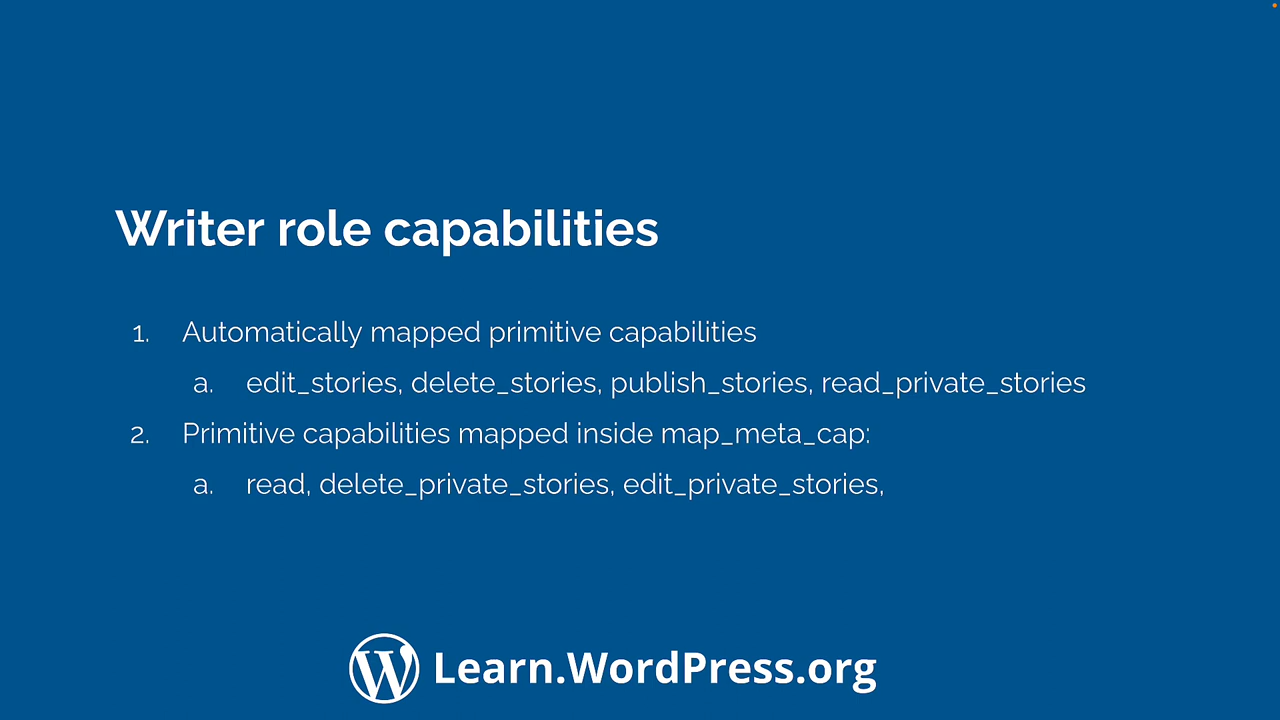 Writer role capabilities
1. Automatically mapped primitive capabilities
a. edit_stories, delete_stories, publish_stories, read_private_stories
2. Primitive capabilities mapped inside map_meta_cap:
a. read, delete_private_stories, edit_private_stories,
Learn.WordPress.org